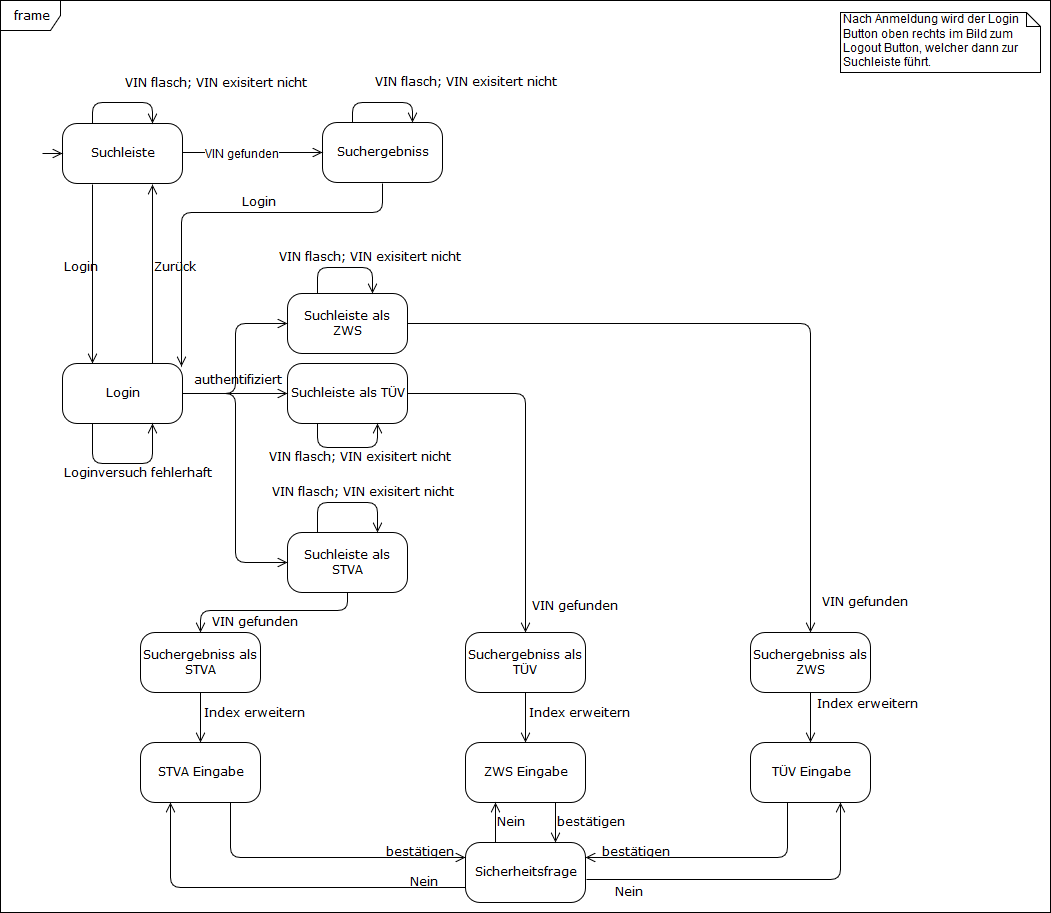 frame
Nach Anmeldung wird der Login
Button oben rechts im Bild zum
Logout Button, welcher dann zur
Suchleiste führt.
VIN flasch; VIN exisitert nicht
VIN flasch; VIN exisitert nicht
Suchleiste
VIN gefunden
Suchergebniss
Login
Login
Zurück
VIN flasch; VIN exisitert nicht
Suchleiste als
ZWS
authentifiziert
Login
Suchleiste als TÜV
VIN flasch; VIN exisitert nicht
Loginversuch fehlerhaft
VIN flasch; VIN exisitert nicht
Suchleiste als
STVA
VIN gefunden
VIN gefunden
VIN gefunden
Suchergebniss als
STVA
Suchergebniss als
TÜV
Suchergebniss als
ZWS
Index erweitern
Index erweitern
Index erweitern
STVA Eingabe
ZWS Eingabe
TÜV Eingabe
Nein
bestätigen
bestätigen
bestätigen
Sicherheitsfrage
Nein
Nein